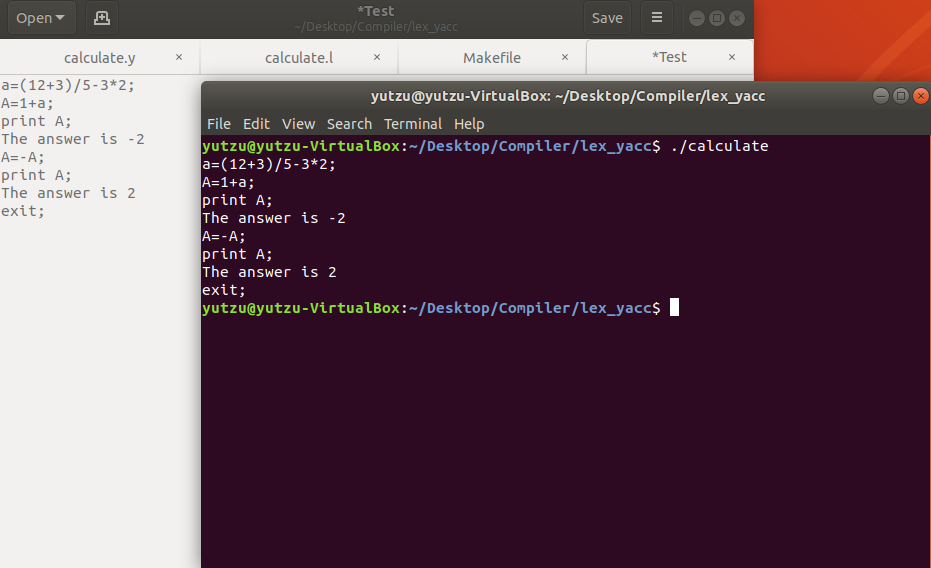 Open
*Test
~/Desktop/Compiler/lex_yacc
Save
calculate.y
calculate.l
Makefile
*Test
a=(12+3)/5-3*2;
A=1+a;
print A;
The answer is -2
A=-A;
print A;
The answer is 2
exit;
yutzu@yutzu-VirtualBox: ~/Desktop/Compiler/lex_yacc
File Edit View Search Terminal Help
yutzu@yutzu-VirtualBox:~/Desktop/Compiler/lex_yacc$ ./calculate
a=(12+3)/5-3*2;
A=1+a;
print A;
The answer is -2
A=-A;
print A;
The answer is 2
exit;
yutzu@yutzu-VirtualBox:~/Desktop/Compiler/lex_yacc$